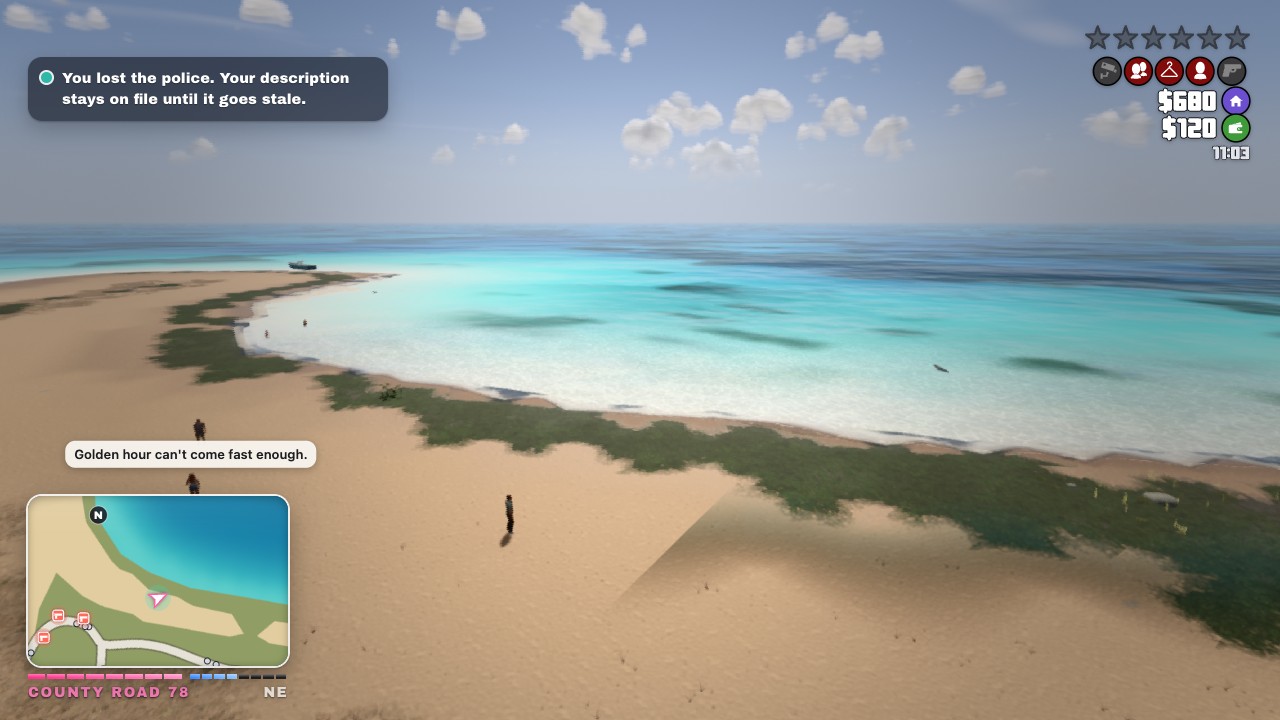 You lost the police. Your description
stays on file until it goes stale.
$680
$120
11:03
Golden hour can't come fast enough.
N
COUNTY ROAD 78
NE